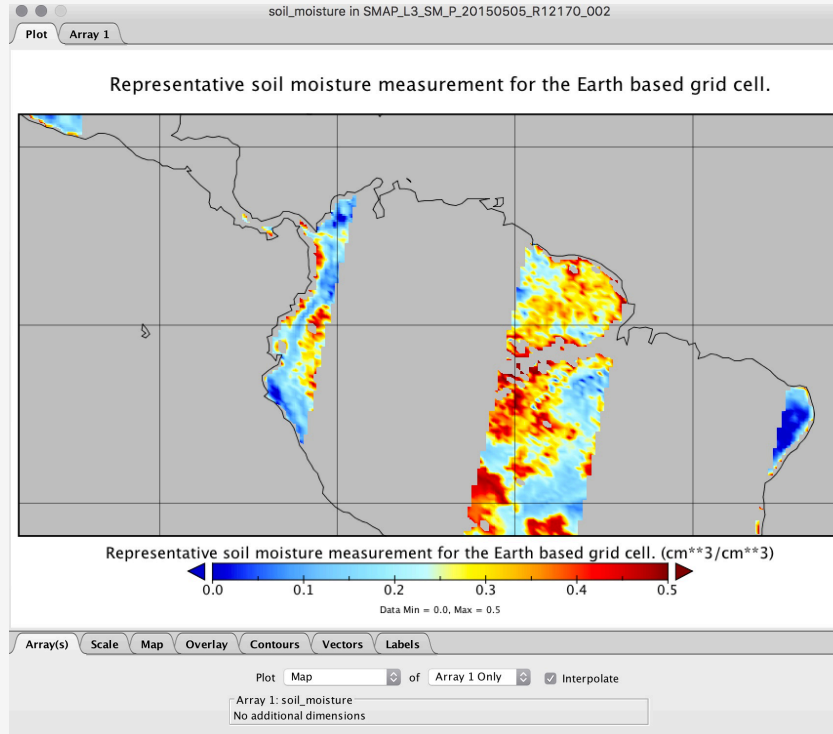 soil_moisture in SMAP_L3_SM_P_20150505_R12170_002
Plot Array 1
Representative soil moisture measurement for the Earth based grid cell.
Representative soil moisture measurement for the Earth based grid cell. (cm**3/cm**3)
0.0 0.1 0.2 0.3 0.4 0.5
Data Min = 0.0, Max = 0.5
Array(s) Scale Map Overlay Contours Vectors Labels
Plot Map of Array 1 Only Interpolate
Array 1: soil_moisture
No additional dimensions